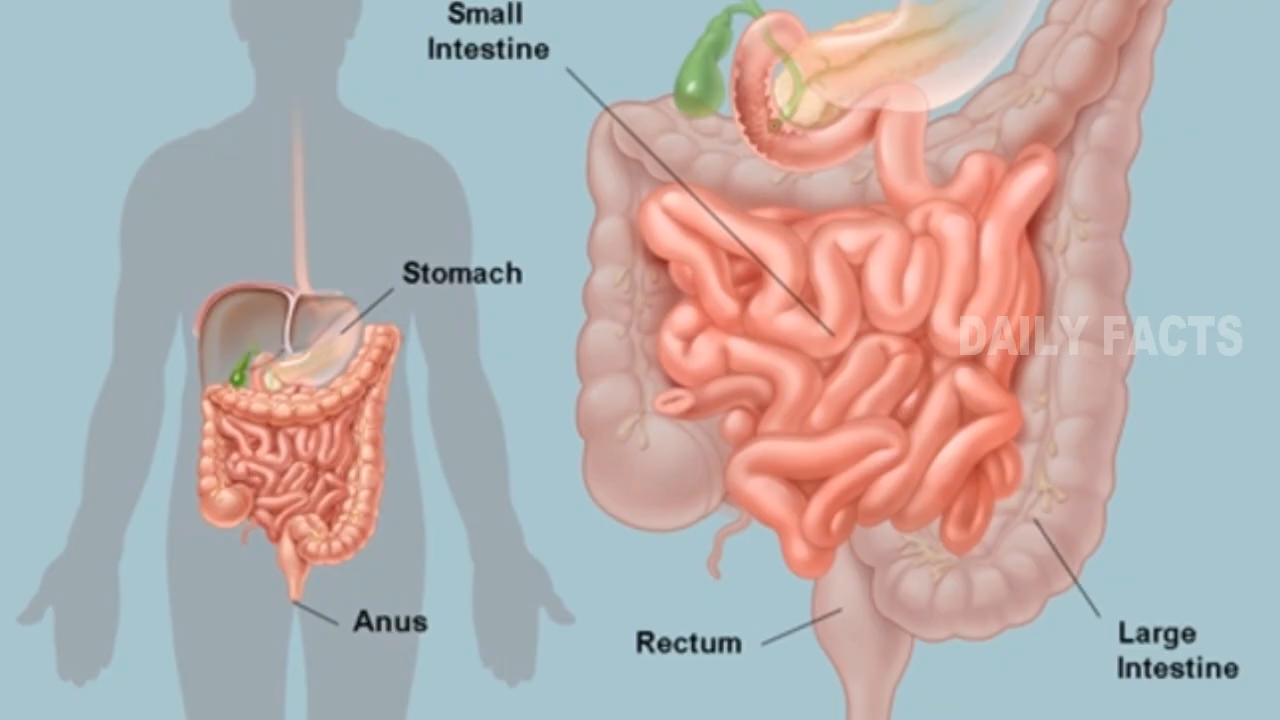 Small
Intestine
Stomach
DAILY FACTS
Anus
Rectum
Large
Intestine